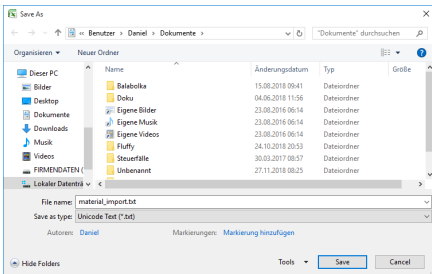 Save As
« Benutzer > Daniel > Dokumente >
"Dokumente" durchsuchen
Organisieren
Neuer Ordner
Dieser PC
Bilder
Desktop
Dokumente
Downloads
Musik
Videos
FIRMENDATEN (
Lokaler Datenträ
Name Änderungsdatum Typ Größe
Balabolka 15.08.2018 09:41 Dateiordner
Doku 04.06.2018 11:56 Dateiordner
Eigene Bilder 23.08.2016 06:14 Dateiordner
Eigene Musik 23.08.2016 06:14 Dateiordner
Eigene Videos 23.08.2016 06:14 Dateiordner
Fluffy 24.10.2018 20:53 Dateiordner
Steuerfälle 30.03.2017 08:57 Dateiordner
Unbenannt 27.11.2018 08:25 Dateiordner
File name: material_import.txt
Save as type: Unicode Text (*.txt)
Autoren: Daniel Markierungen: Markierung hinzufügen
Hide Folders
Tools Save Cancel